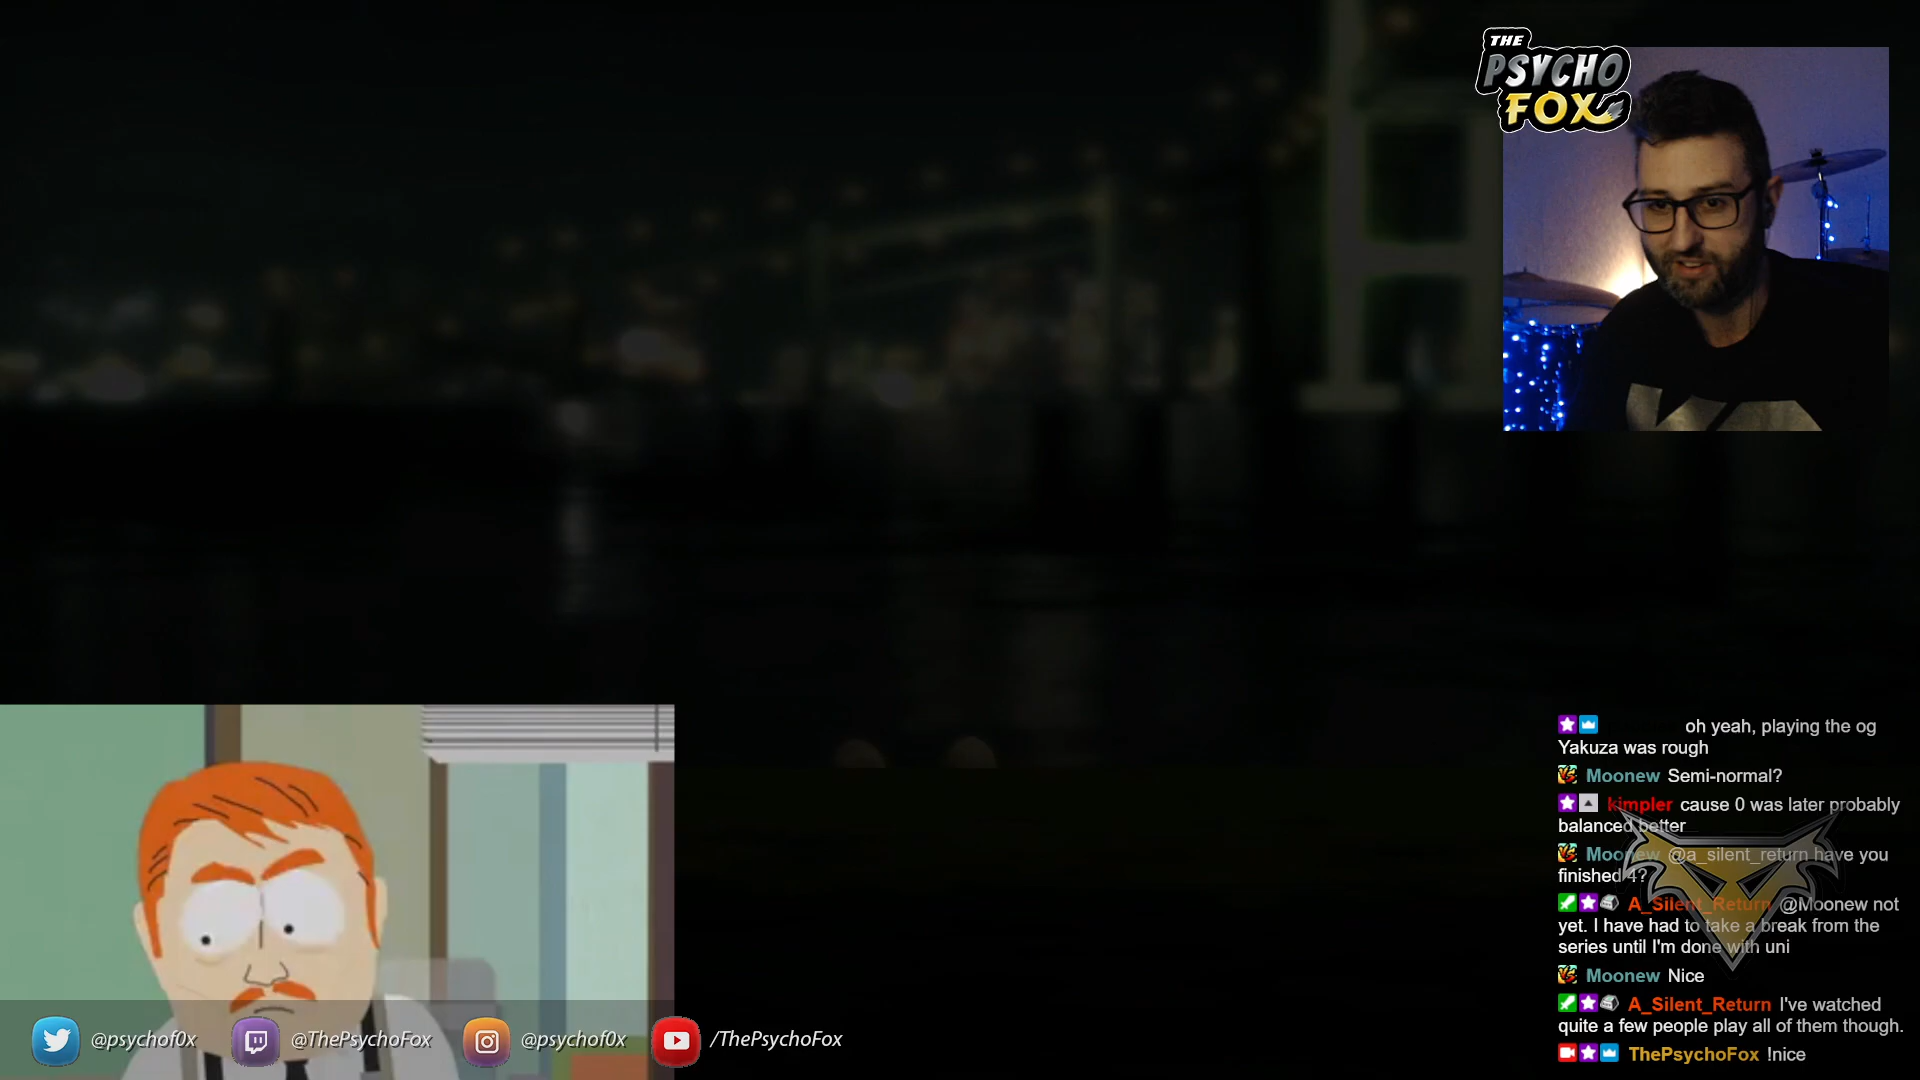 THE
PSYCHO
FOX
oh yeah, playing the og
Yakuza was rough
Moonew Semi-normal?
kimpler cause 0 was later probably
balanced better
Moonew @a_silent_return have you
finished 4?
A_Silent_Return @Moonew not
yet. I have had to take a break from the
series until I'm done with uni
Moonew Nice
A_Silent_Return I've watched
quite a few people play all of them though.
ThePsychoFox !nice
@psychof0x @ThePsychoFox @psychof0x /ThePsychoFox